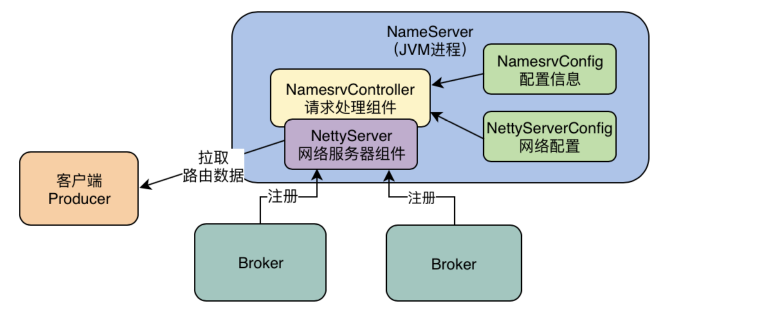 NameServer
（JVM进程）
NamesrvConfig
配置信息
NamesrvController
请求处理组件
NettyServerConfig
网络配置
NettyServer
网络服务器组件
拉取
路由数据
客户端
Producer
注册
注册
Broker
Broker